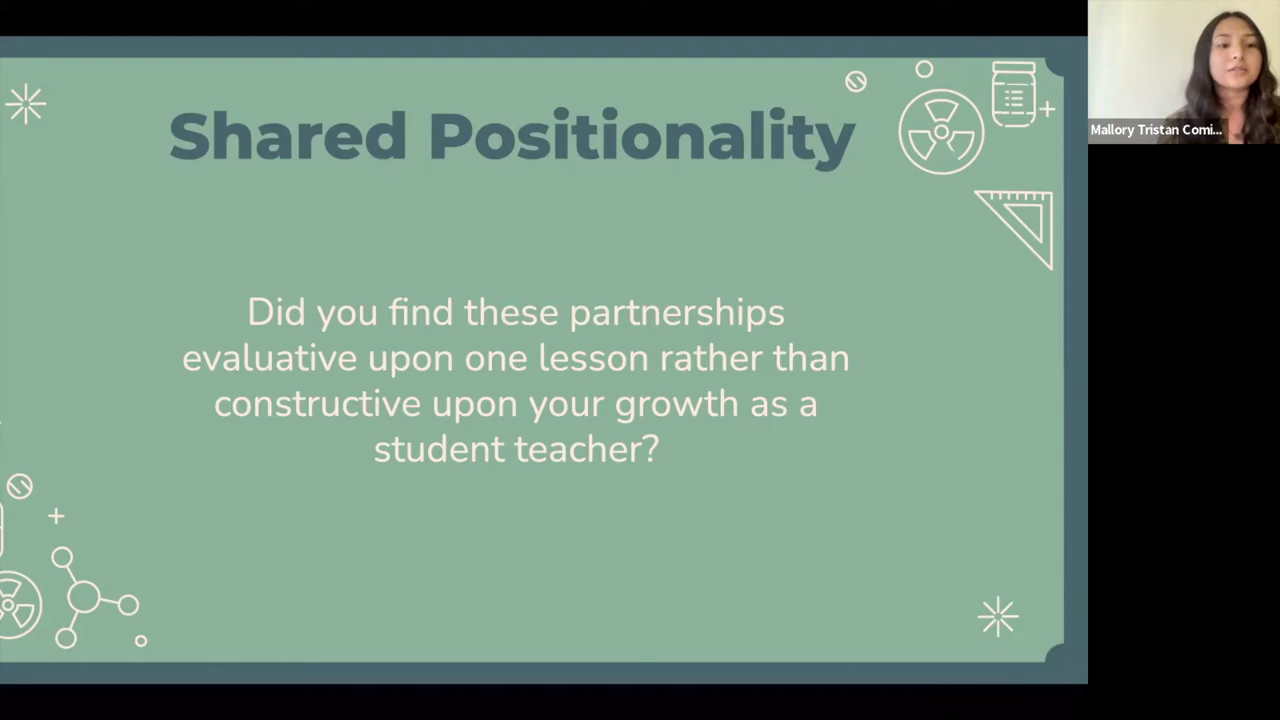 Shared Positionality
Did you find these partnerships
evaluative upon one lesson rather than
constructive upon your growth as a
student teacher?
Mallory Tristan Comi...